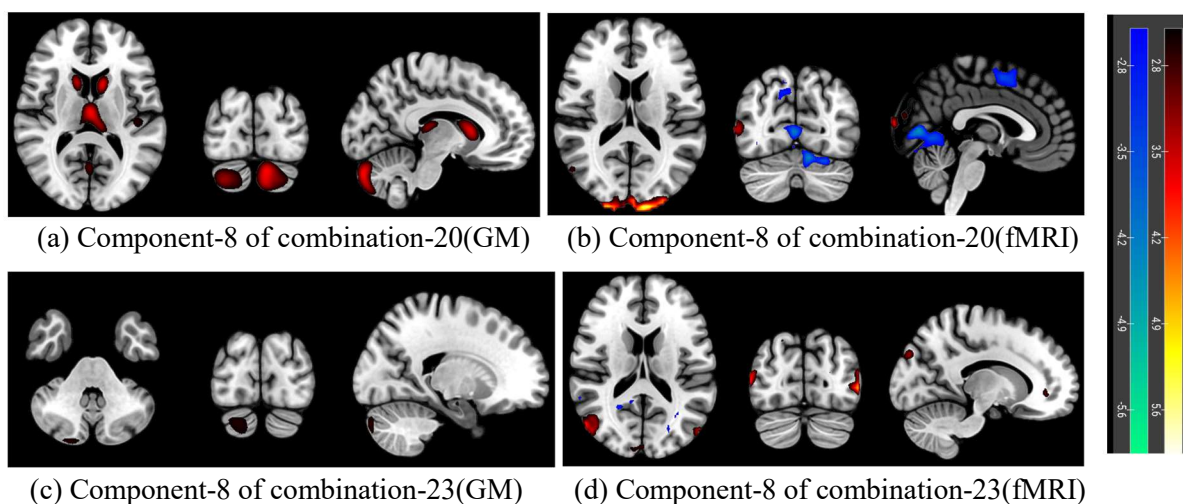 (a) Component-8 of combination-20(GM)
(b) Component-8 of combination-20(fMRI)
(c) Component-8 of combination-23(GM)
(d) Component-8 of combination-23(fMRI)
-2.8 2.8
-3.5 3.5
-4.2 4.2
-4.9 4.9
-5.6 5.6